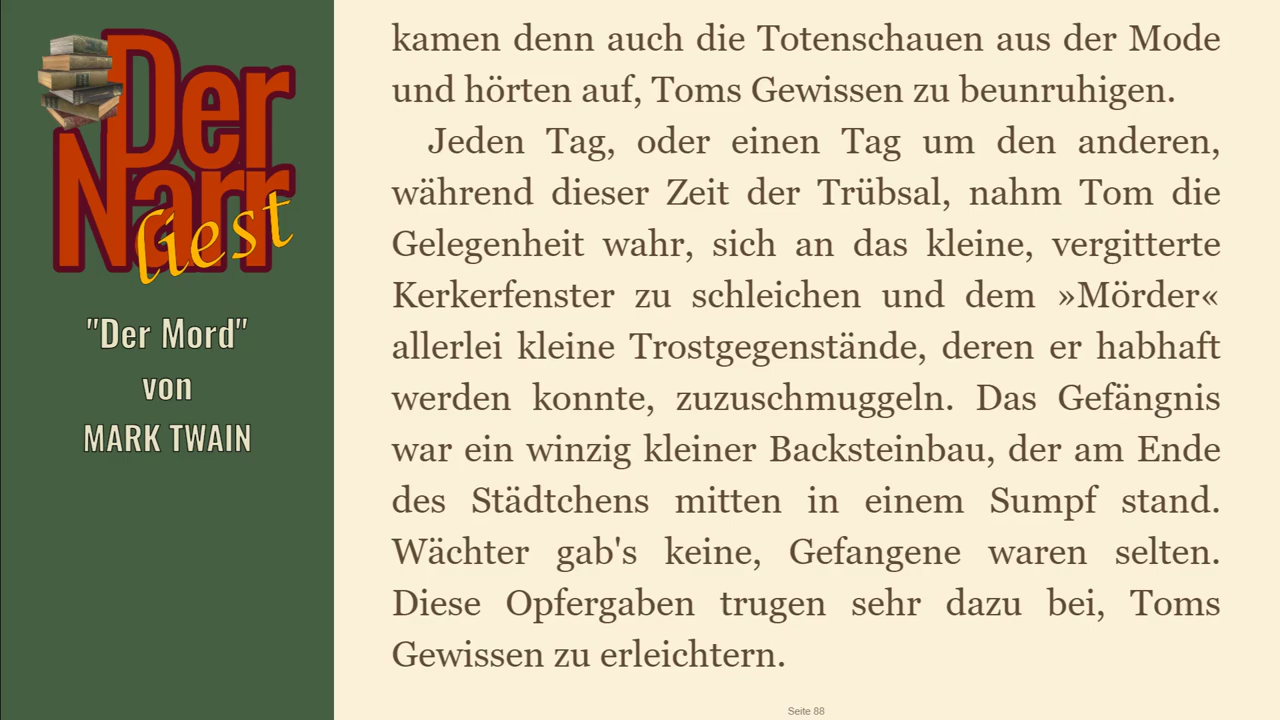 Der
Narr
liest
"Der Mord"
von
MARK TWAIN
kamen denn auch die Totenschauen aus der Mode
und hörten auf, Toms Gewissen zu beunruhigen.
Jeden Tag, oder einen Tag um den anderen,
während dieser Zeit der Trübsal, nahm Tom die
Gelegenheit wahr, sich an das kleine, vergitterte
Kerkerfenster zu schleichen und dem »Mörder«
allerlei kleine Trostgegenstände, deren er habhaft
werden konnte, zuzuschmuggeln. Das Gefängnis
war ein winzig kleiner Backsteinbau, der am Ende
des Städtchens mitten in einem Sumpf stand.
Wächter gab's keine, Gefangene waren selten.
Diese Opfergaben trugen sehr dazu bei, Toms
Gewissen zu erleichtern.
Seite 88